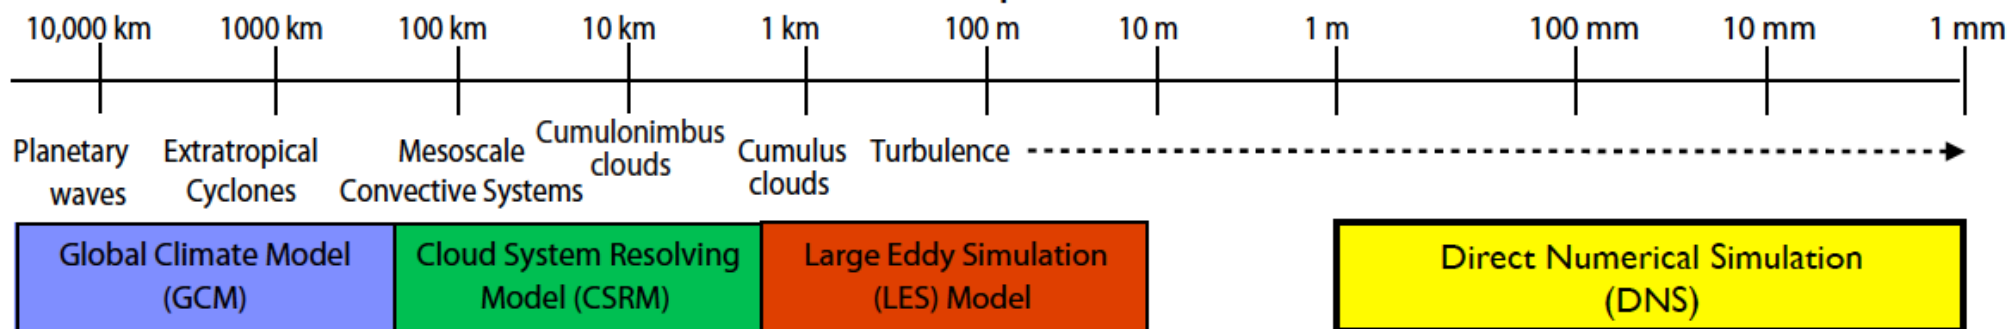 10,000 km 1000 km 100 km 10 km 1 km 100 m 10 m 1 m 100 mm 10 mm 1 mm
Planetary
waves
Extratropical
Cyclones
Mesoscale
Convective Systems
Cumulonimbus
clouds
Cumulus
clouds
Turbulence
Global Climate Model
(GCM)
Cloud System Resolving
Model (CSRM)
Large Eddy Simulation
(LES) Model
Direct Numerical Simulation
(DNS)